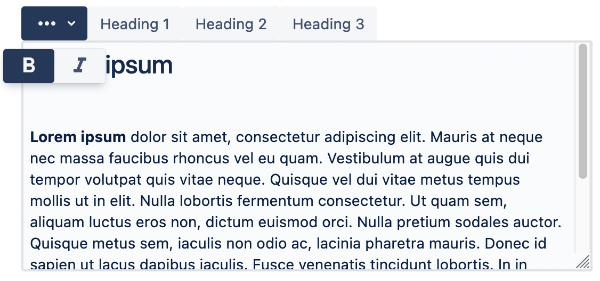 ••• Heading 1 Heading 2 Heading 3
B I ipsum
Lorem ipsum dolor sit amet, consectetur adipiscing elit. Mauris at neque
nec massa faucibus rhoncus vel eu quam. Vestibulum at augue quis dui
tempor volutpat quis vitae neque. Quisque vel dui vitae metus tempus
mollis ut in elit. Nulla lobortis fermentum consectetur. Ut quam sem,
aliquam luctus eros non, dictum euismod orci. Nulla pretium sodales auctor.
Quisque metus sem, iaculis non odio ac, lacinia pharetra mauris. Donec id
sapien ut lacus dapibus iaculis. Fusce venenatis tincidunt lobortis. In in